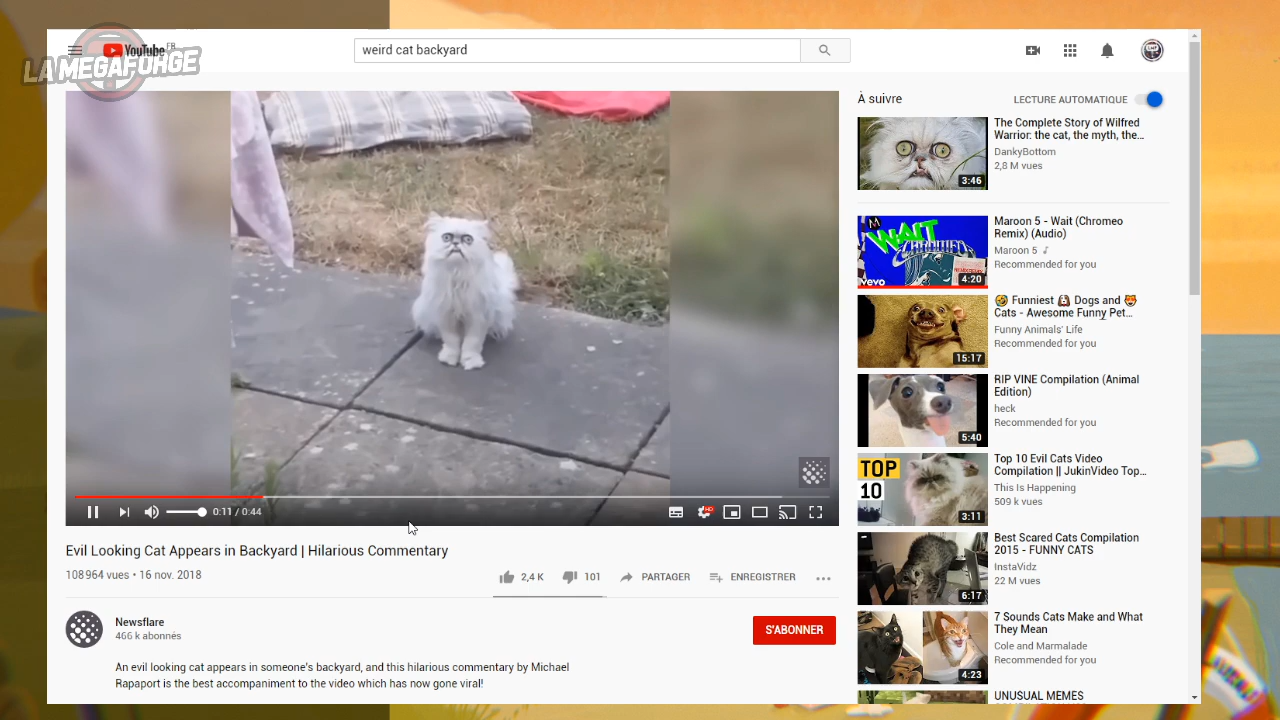 YouTube FR
LA MEGAFORGE
weird cat backyard
0:11 / 0:44
HD
Evil Looking Cat Appears in Backyard | Hilarious Commentary
108 964 vues • 16 nov. 2018
2,4 K
101
PARTAGER
ENREGISTRER
Newsflare
466 k abonnés
S'ABONNER
An evil looking cat appears in someone's backyard, and this hilarious commentary by Michael
Rapaport is the best accompaniment to the video which has now gone viral!
À suivre
LECTURE AUTOMATIQUE
3:46
The Complete Story of Wilfred
Warrior: the cat, the myth, the...
DankyBottom
2,8 M vues
WAIT
CHROMEO
vevo
4:20
Maroon 5 - Wait (Chromeo
Remix) (Audio)
Maroon 5
Recommended for you
15:17
Funniest Dogs and
Cats - Awesome Funny Pet...
Funny Animals' Life
Recommended for you
5:40
RIP VINE Compilation (Animal
Edition)
heck
Recommended for you
TOP
10
3:11
Top 10 Evil Cats Video
Compilation || JukinVideo Top...
This Is Happening
509 k vues
6:17
Best Scared Cats Compilation
2015 - FUNNY CATS
InstaVidz
22 M vues
4:23
7 Sounds Cats Make and What
They Mean
Cole and Marmalade
Recommended for you
UNUSUAL MEMES